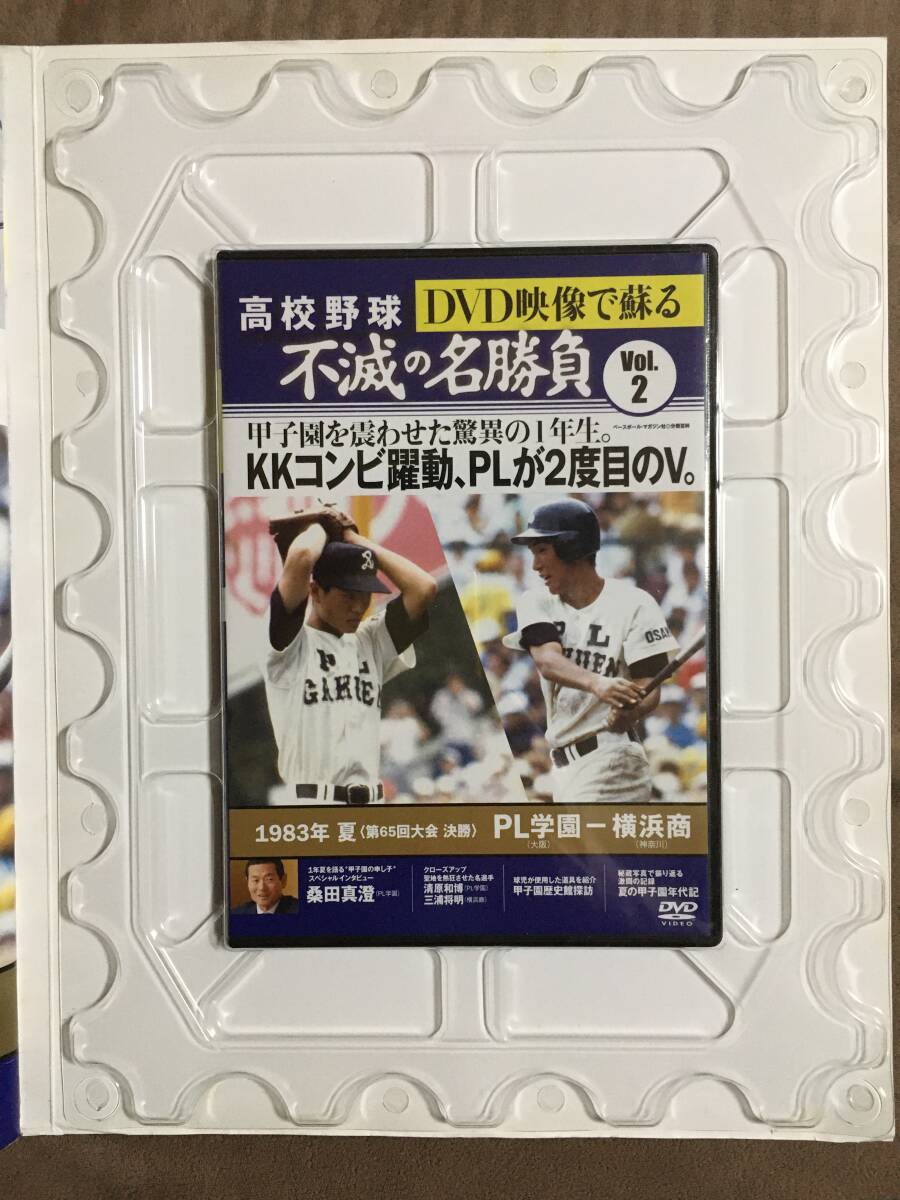 高校野球
DVD映像で蘇る
不滅の名勝負
Vol.
2
ベースボール・マガジン社◎分冊百科
甲子園を震わせた驚異の1年生。
KKコンビ躍動、PLが2度目のV。
PL
GAKUEN
PL
GAKUEN
OSAKA
1983年 夏〈第65回大会 決勝〉
PL学園ー横浜商
(大阪)
(神奈川)
1年夏を語る“甲子園の申し子”
スペシャルインタビュー
桑田真澄(PL学園)
クローズアップ
聖地を熱狂させた名選手
清原和博(PL学園)
三浦将明(横浜商)
球児が使用した道具を紹介
甲子園歴史館探訪
秘蔵写真で振り返る
激闘の記録
夏の甲子園年代記
DVD
VIDEO